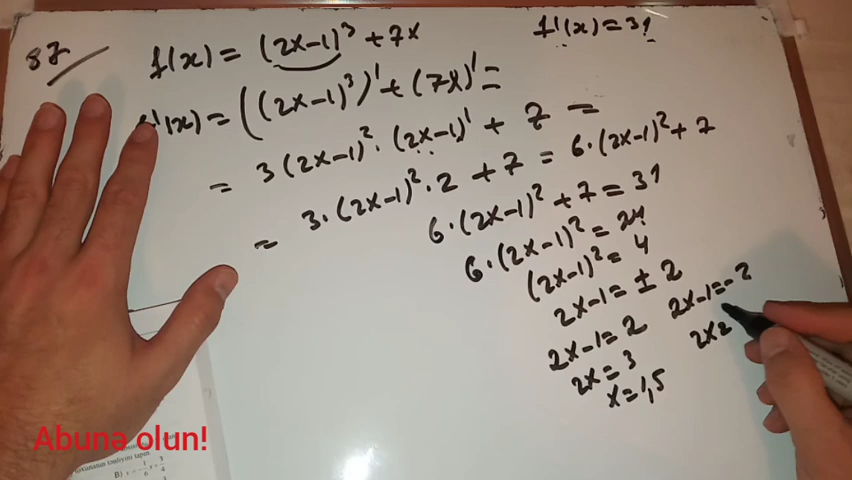 87
f(x) = (2x-1)³ + 7x
f'(x) = 31
f'(x) = ((2x-1)³)' + (7x)' =
= 3(2x-1)² · (2x-1)' + 7 =
= 3·(2x-1)²·2 + 7 = 6·(2x-1)² + 7
6·(2x-1)² + 7 = 31
6·(2x-1)² = 24
(2x-1)² = 4
2x-1 = ± 2
2x-1 = 2
2x-1 = -2
2x = 3
2x =
x = 1,5
Abunə olun!
tənliyini tapın.
B)